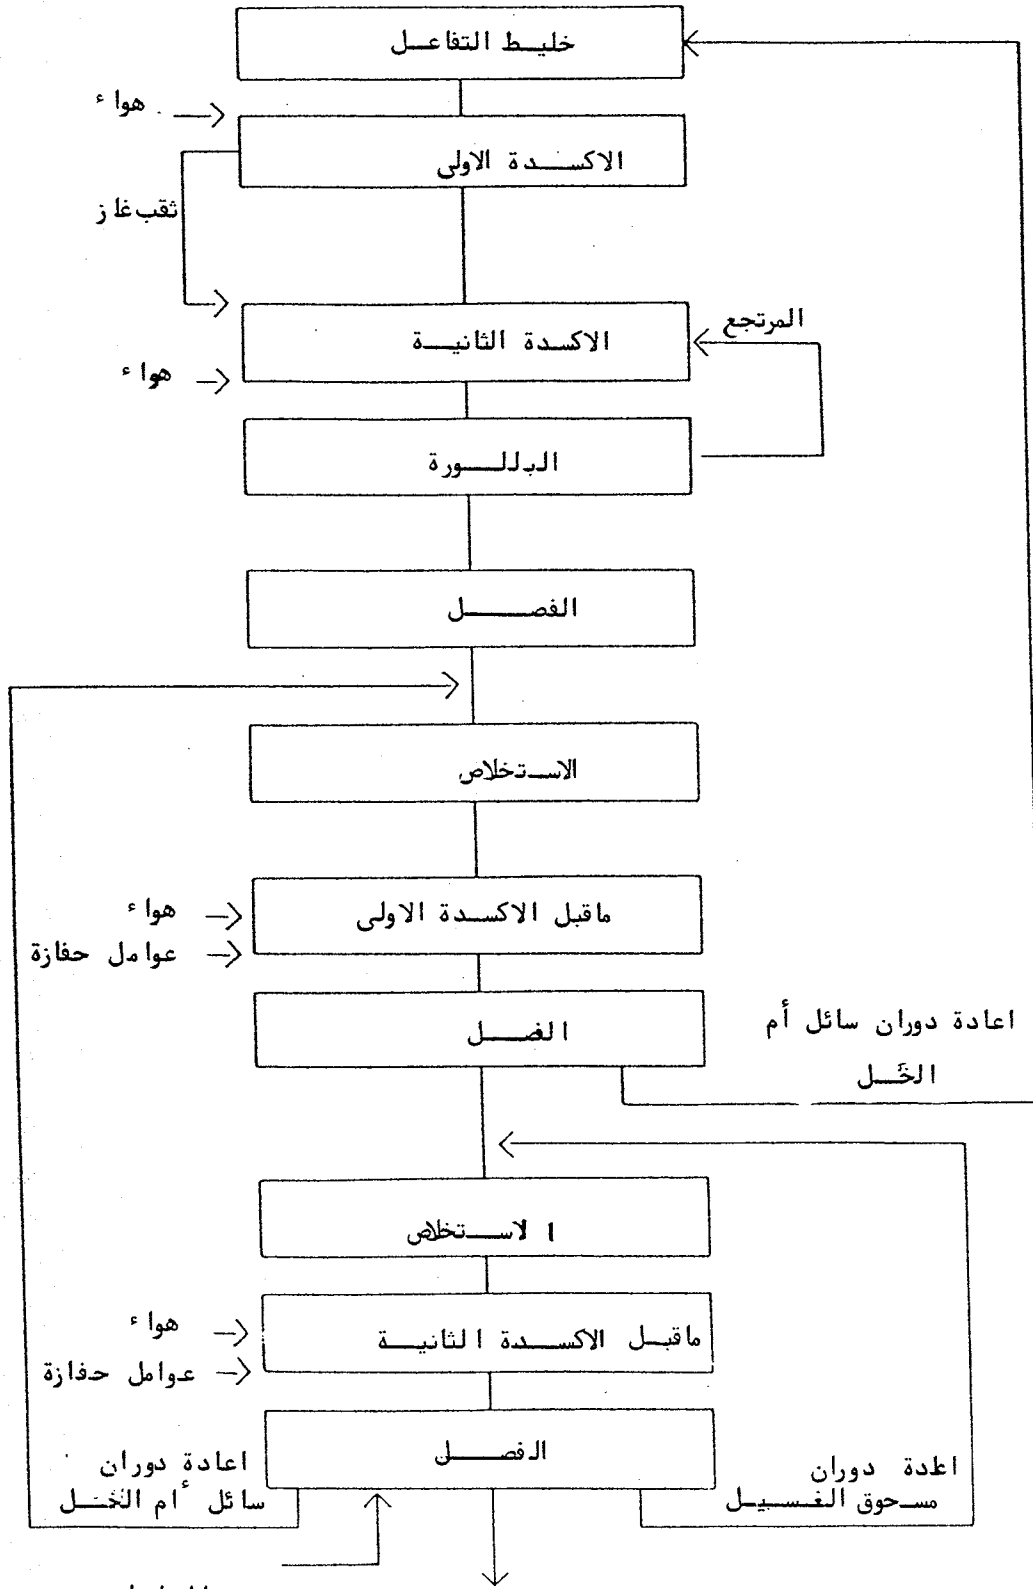 خليط التفاعل
هواء
الاكسدة الاولى
ثقب غاز
المرتجع
الاكسدة الثانية
هواء
البللورة
الفصل
الاستخلاص
هواء
ماقبل الاكسدة الاولى
عوامل حفازة
الفصل
اعادة دوران سائل أم
الخَل
الاستخلاص
هواء
ماقبل الاكسدة الثانية
عوامل حفازة
الفصل
اعادة دوران
سائل أم الخَل
اعادة دوران
مسحوق الغسيل